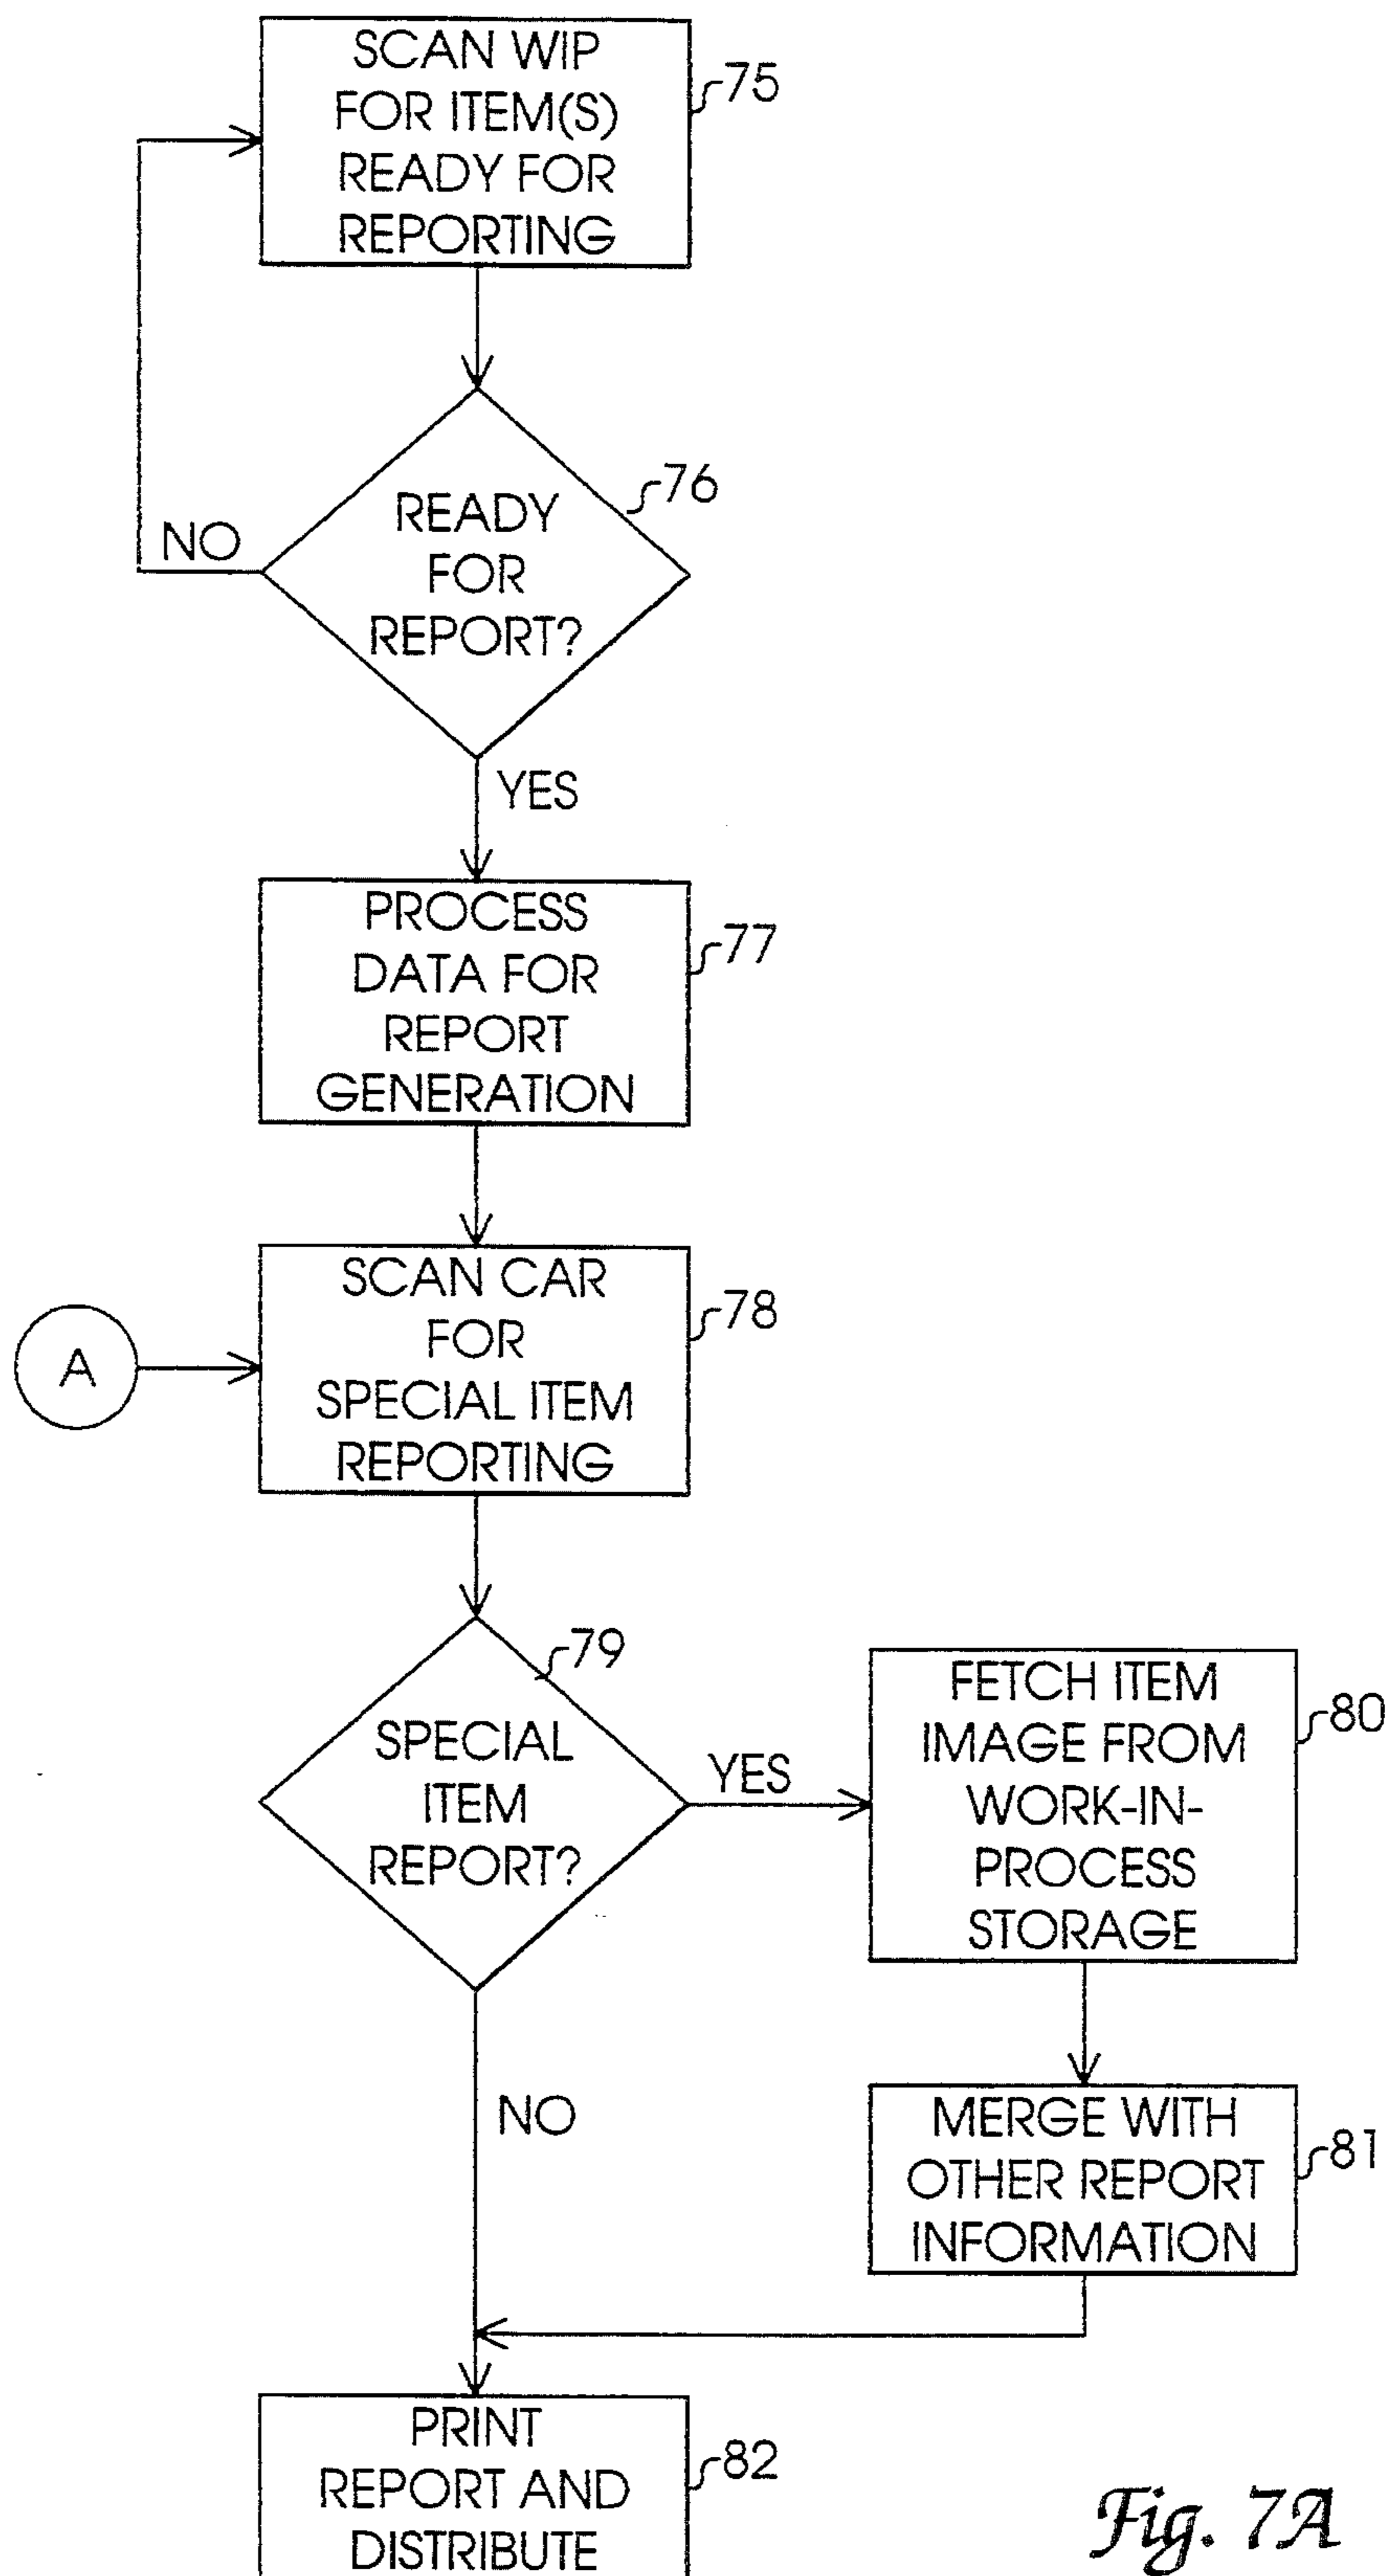 SCAN WIP
FOR ITEM(S)
READY FOR
REPORTING
75
READY
FOR
REPORT?
76
NO
YES
PROCESS
DATA FOR
REPORT
GENERATION
77
SCAN CAR
FOR
SPECIAL ITEM
REPORTING
78
A
SPECIAL
ITEM
REPORT?
79
YES
FETCH ITEM
IMAGE FROM
WORK-IN-
PROCESS
STORAGE
80
NO
MERGE WITH
OTHER REPORT
INFORMATION
81
PRINT
REPORT AND
DISTRIBUTE
82
Fig. 7A